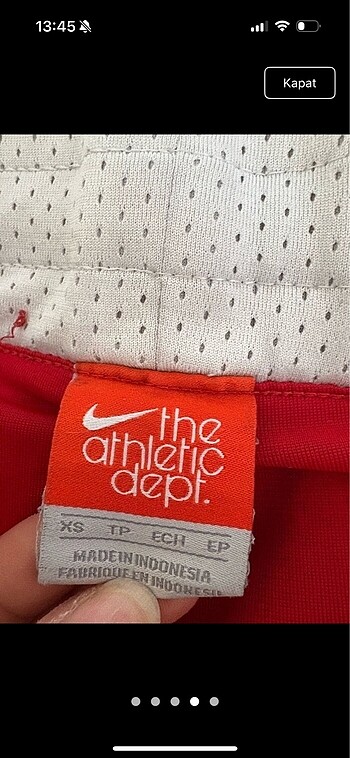 13:45
Kapat
the
athletic
dept.
XS TP ECH EP
MADE IN INDONESIA
FABRIQUE EN INDONESIE